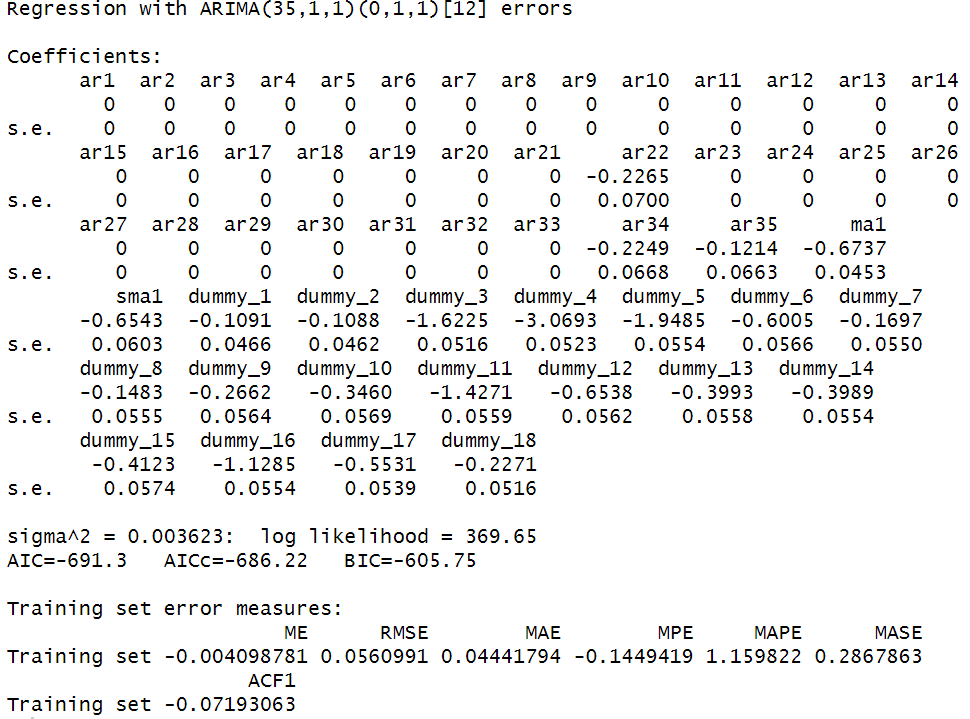 Regression with ARIMA(35,1,1)(0,1,1)[12] errors
Coefficients:
ar1 ar2 ar3 ar4 ar5 ar6 ar7 ar8 ar9 ar10 ar11 ar12 ar13 ar14
0 0 0 0 0 0 0 0 0 0 0 0 0 0
s.e. 0 0 0 0 0 0 0 0 0 0 0 0 0 0
ar15 ar16 ar17 ar18 ar19 ar20 ar21 ar22 ar23 ar24 ar25 ar26
0 0 0 0 0 0 0 -0.2265 0 0 0 0
s.e. 0 0 0 0 0 0 0 0.0700 0 0 0 0
ar27 ar28 ar29 ar30 ar31 ar32 ar33 ar34 ar35 ma1
0 0 0 0 0 0 0 -0.2249 -0.1214 -0.6737
s.e. 0 0 0 0 0 0 0 0.0668 0.0663 0.0453
sma1 dummy_1 dummy_2 dummy_3 dummy_4 dummy_5 dummy_6 dummy_7
-0.6543 -0.1091 -0.1088 -1.6225 -3.0693 -1.9485 -0.6005 -0.1697
s.e. 0.0603 0.0466 0.0462 0.0516 0.0523 0.0554 0.0566 0.0550
dummy_8 dummy_9 dummy_10 dummy_11 dummy_12 dummy_13 dummy_14
-0.1483 -0.2662 -0.3460 -1.4271 -0.6538 -0.3993 -0.3989
s.e. 0.0555 0.0564 0.0569 0.0559 0.0562 0.0558 0.0554
dummy_15 dummy_16 dummy_17 dummy_18
-0.4123 -1.1285 -0.5531 -0.2271
s.e. 0.0574 0.0554 0.0539 0.0516
sigma^2 = 0.003623: log likelihood = 369.65
AIC=-691.3 AICc=-686.22 BIC=-605.75
Training set error measures:
ME RMSE MAE MPE MAPE MASE
Training set -0.004098781 0.0560991 0.04441794 -0.1449419 1.159822 0.2867863
ACF1
Training set -0.07193063